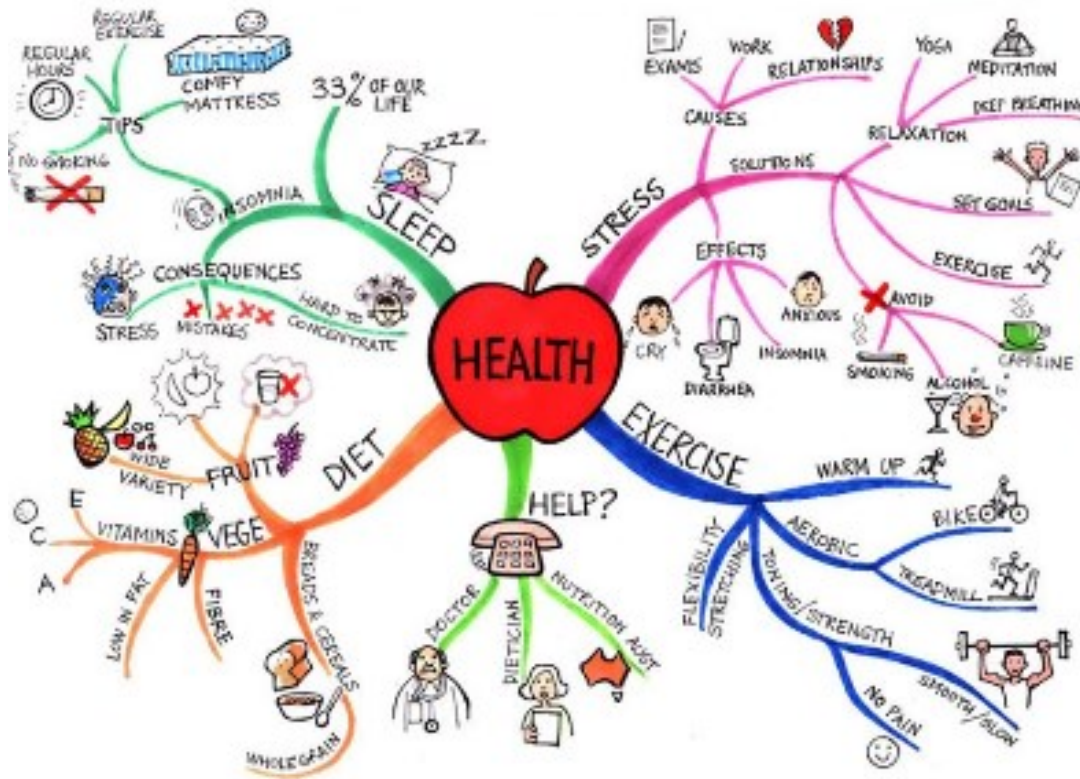 HEALTH
SLEEP
ZZZZ
33% OF OUR
LIFE
INSOMNIA
TIPS
REGULAR
HOURS
REGULAR
EXERCISE
COMFY
MATTRESS
NO SMOKING
CONSEQUENCES
STRESS
MISTAKES
HARD TO
CONCENTRATE
STRESS
CAUSES
EXAMS
WORK
RELATIONSHIPS
SOLUTIONS
RELAXATION
YOGA
MEDITATION
DEEP BREATHING
SET GOALS
EXERCISE
AVOID
SMOKING
ALCOHOL
CAFFEINE
EFFECTS
CRY
DIARRHEA
INSOMNIA
ANXIOUS
EXERCISE
WARM UP
AEROBIC
BIKE
TREADMILL
TONING/STRENGTH
SMOOTH/SLOW
NO PAIN
FLEXIBILITY
STRETCHING
HELP?
DOCTOR
DIETICIAN
NUTRITION AUST
DIET
FRUIT
WIDE
VARIETY
VEGE
VITAMINS
E
C
A
LOW IN FAT
FIBRE
BREADS & CEREALS
WHOLEGRAIN